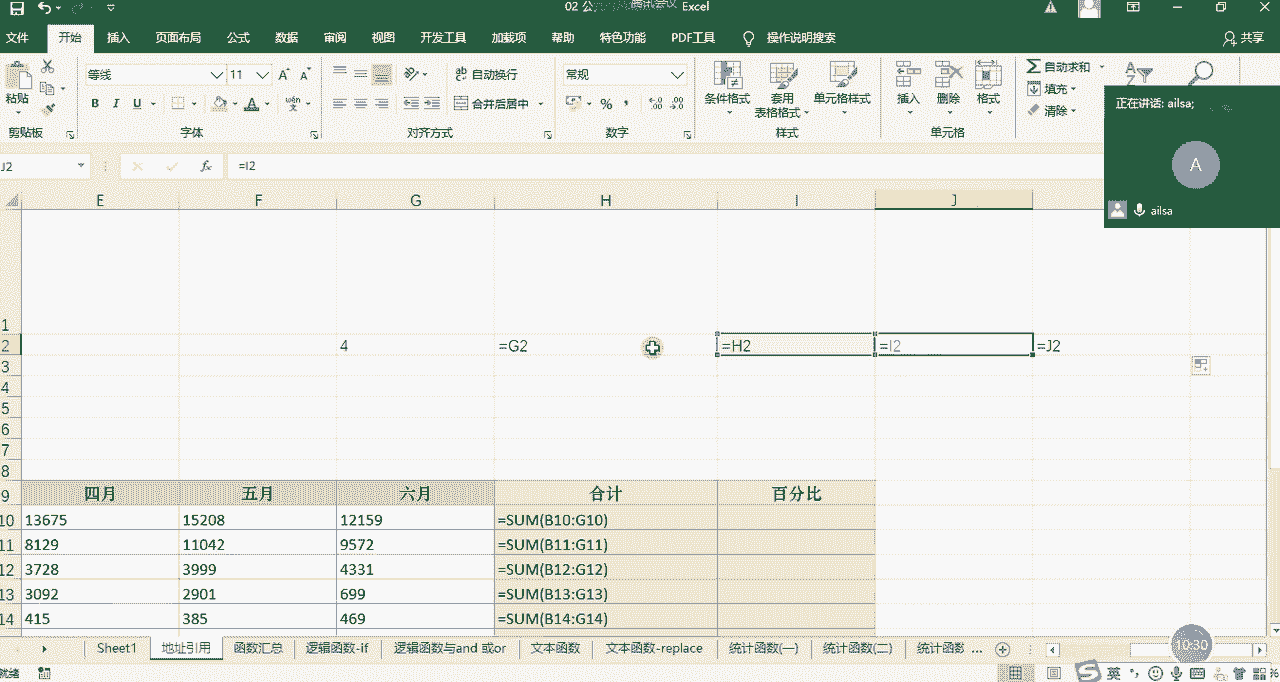 02 公 腾讯会议 Excel
文件 开始 插入 页面布局 公式 数据 审阅 视图 开发工具 加载项 帮助 特色功能 PDF工具 操作说明搜索 共享
等线 11 自动换行 常规 自动求和
粘贴 B I U 合并后居中 % 条件格式 套用 表格格式 单元格样式 插入 删除 格式 填充 清除
剪贴板 字体 对齐方式 数字 样式 单元格
正在讲话: ailsa;
A
ailsa
J2 fx =I2
E F G H I J
1
2 4 =G2 =H2 =I2 =J2
3
4
5
6
7
8
9 四月 五月 六月 合计 百分比
10 13675 15208 12159 =SUM(B10:G10)
11 8129 11042 9572 =SUM(B11:G11)
12 3728 3999 4331 =SUM(B12:G12)
13 3092 2901 699 =SUM(B13:G13)
14 415 385 469 =SUM(B14:G14)
Sheet1 地址引用 函数汇总 逻辑函数-if 逻辑函数与and 或or 文本函数 文本函数-replace 统计函数(一) 统计函数(二) 统计函数 ...
10:30
就绪 英